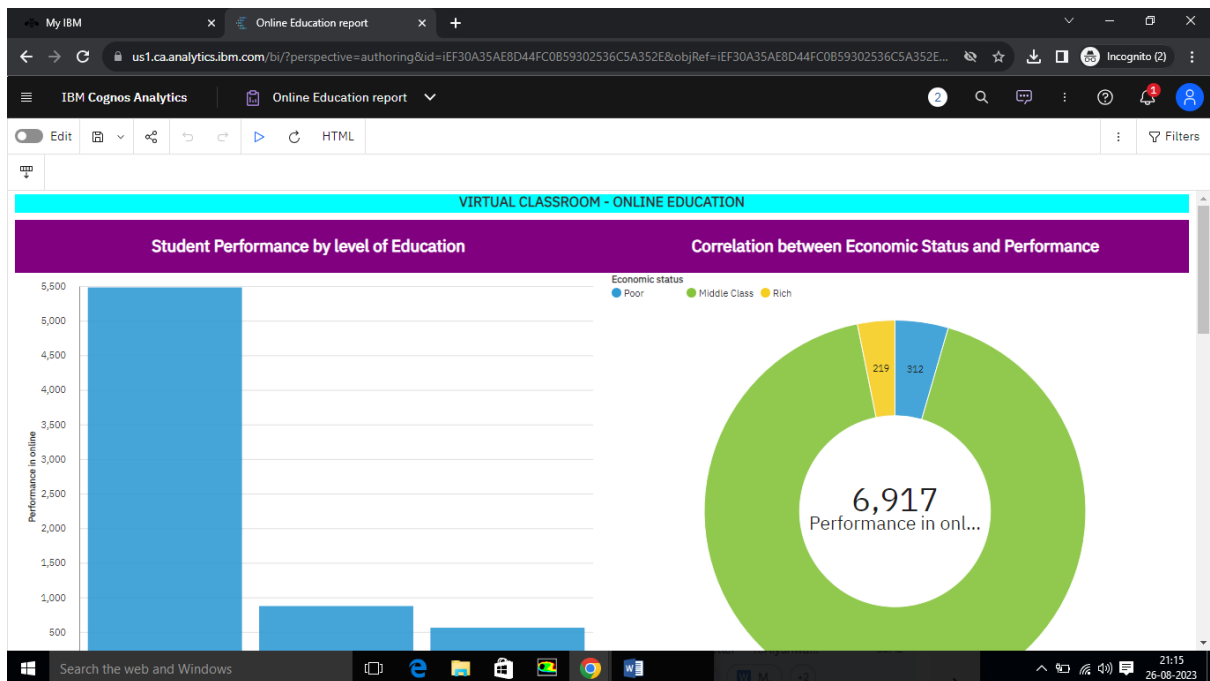 My IBM
Online Education report
us1.ca.analytics.ibm.com/bi/?perspective=authoring&id=iEF30A35AE8D44FC0B59302536C5A352E&objRef=iEF30A35AE8D44FC0B59302536C5A352E...
Incognito (2)
IBM Cognos Analytics
Online Education report
2
1
Edit
HTML
Filters
VIRTUAL CLASSROOM - ONLINE EDUCATION
Student Performance by level of Education
Correlation between Economic Status and Performance
Performance in online
5,500
5,000
4,500
4,000
3,500
3,000
2,500
2,000
1,500
1,000
500
Economic status
Poor
Middle Class
Rich
219
312
6,917
Performance in onl...
Search the web and Windows
21:15
26-08-2023